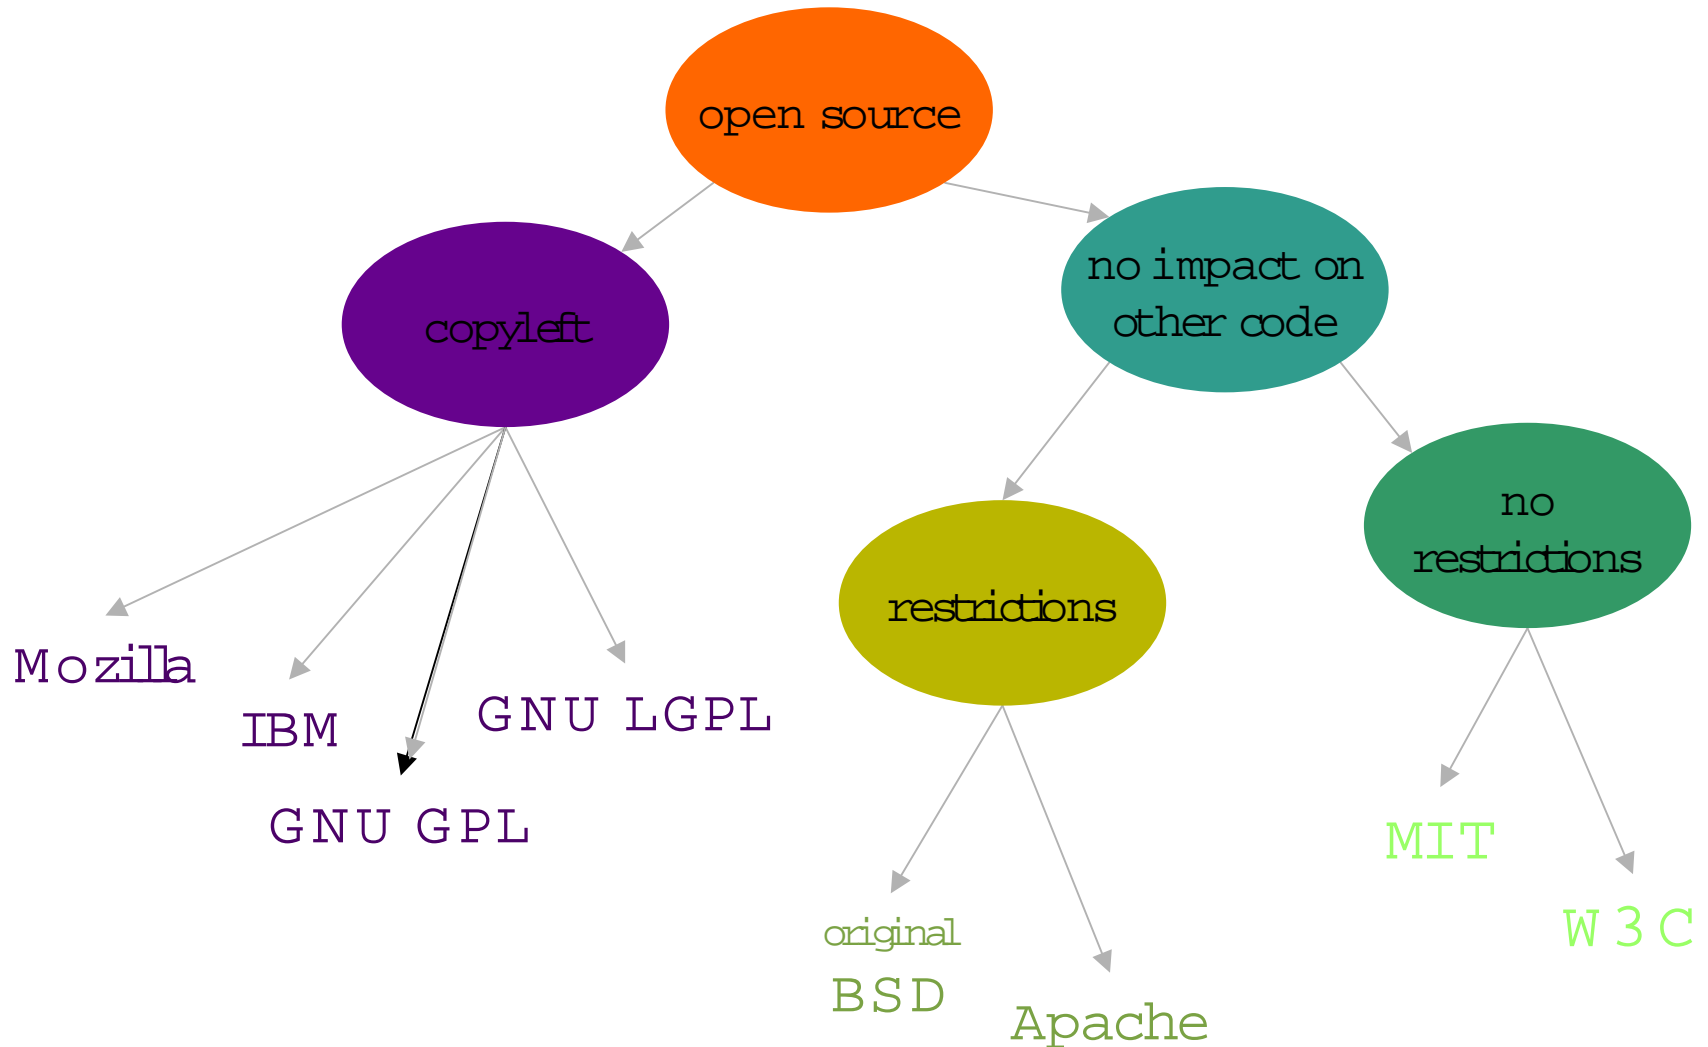 open source
copyleft
no impact on
other code
restrictions
no
restrictions
Mozilla
IBM
GNU GPL
GNU LGPL
original
BSD
Apache
MIT
W3C